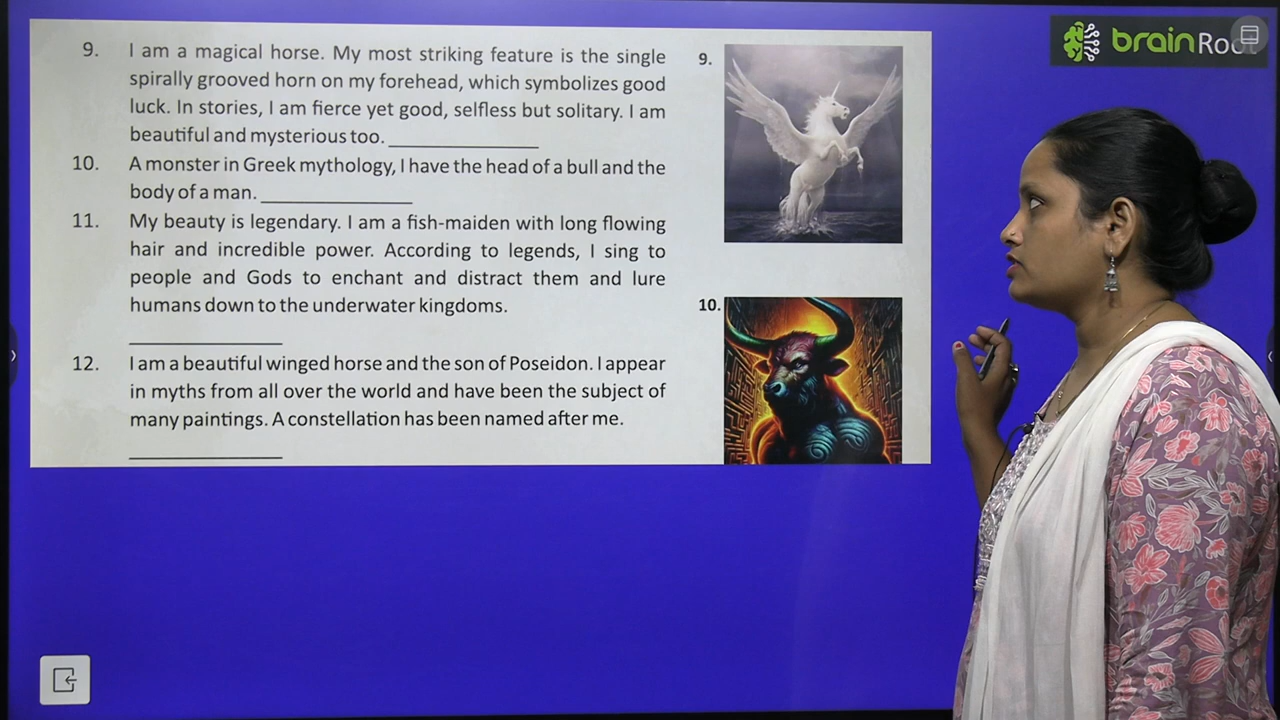 9. I am a magical horse. My most striking feature is the single
spirally grooved horn on my forehead, which symbolizes good
luck. In stories, I am fierce yet good, selfless but solitary. I am
beautiful and mysterious too. ______________
10. A monster in Greek mythology, I have the head of a bull and the
body of a man. ______________
11. My beauty is legendary. I am a fish-maiden with long flowing
hair and incredible power. According to legends, I sing to
people and Gods to enchant and distract them and lure
humans down to the underwater kingdoms.
______________
12. I am a beautiful winged horse and the son of Poseidon. I appear
in myths from all over the world and have been the subject of
many paintings. A constellation has been named after me.
______________
9.
10.
brain Root